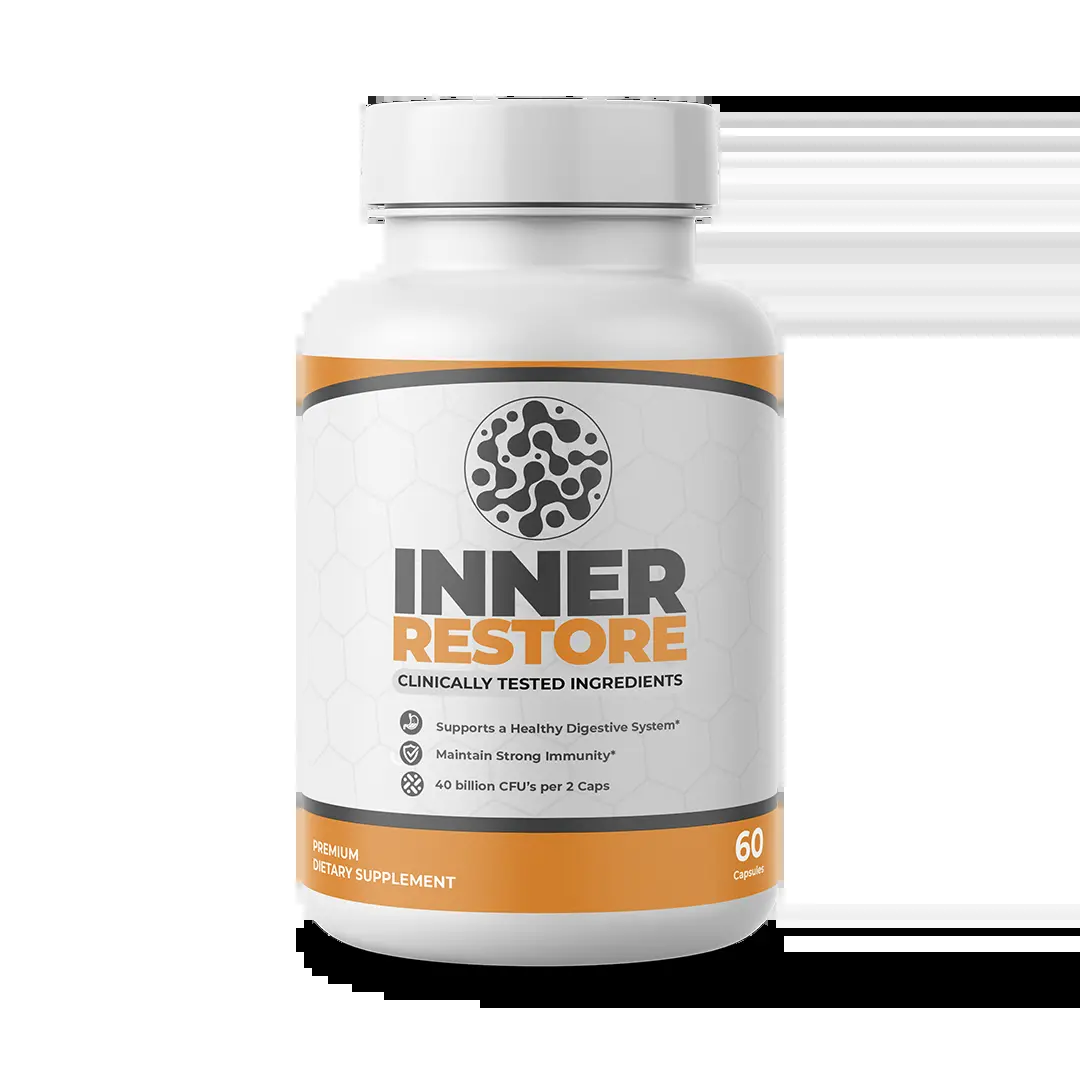 INNER
RESTORE
CLINICALLY TESTED INGREDIENTS
Supports a Healthy Digestive System*
Maintain Strong Immunity*
40 billion CFU's per 2 Caps
PREMIUM
DIETARY SUPPLEMENT
60
Capsules